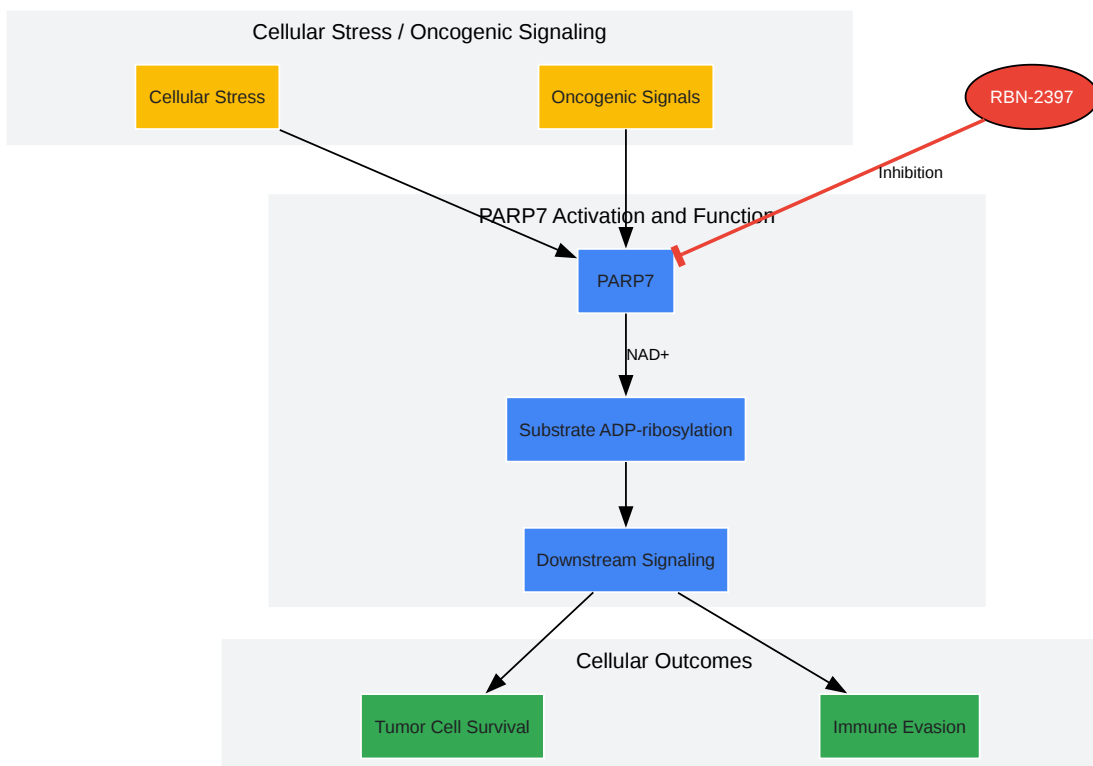 Cellular Stress / Oncogenic Signaling
Cellular Stress
Oncogenic Signals
RBN-2397
Inhibition
PARP7 Activation and Function
PARP7
NAD+
Substrate ADP-ribosylation
Downstream Signaling
Cellular Outcomes
Tumor Cell Survival
Immune Evasion